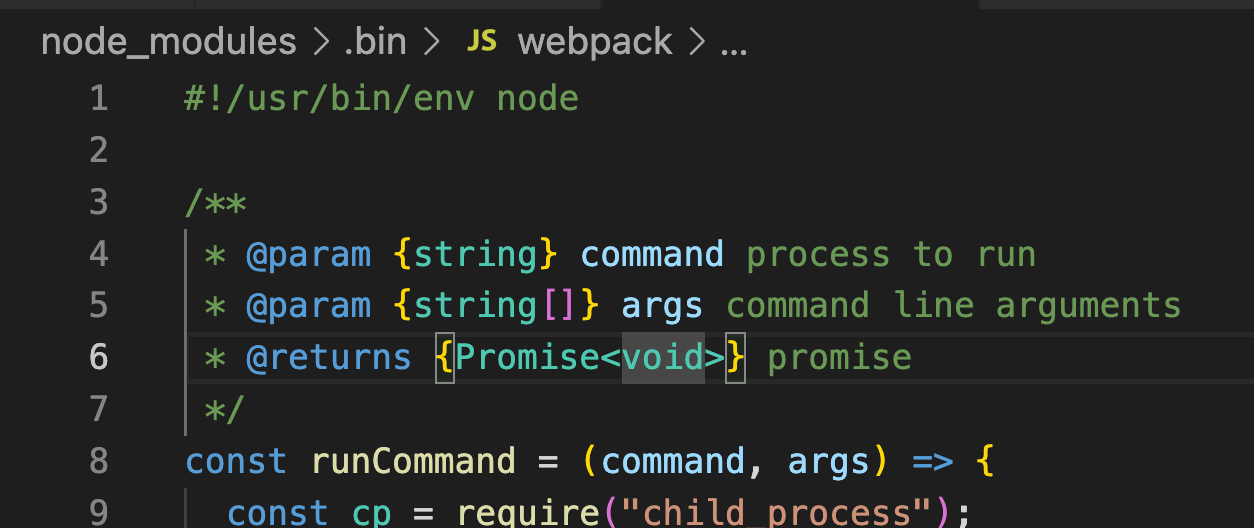 node_modules > .bin > JS webpack > ...
1 #!/usr/bin/env node
2
3 /**
4 * @param {string} command process to run
5 * @param {string[]} args command line arguments
6 * @returns {Promise<void>} promise
7 */
8 const runCommand = (command, args) => {
9 const cp = require("child_process");